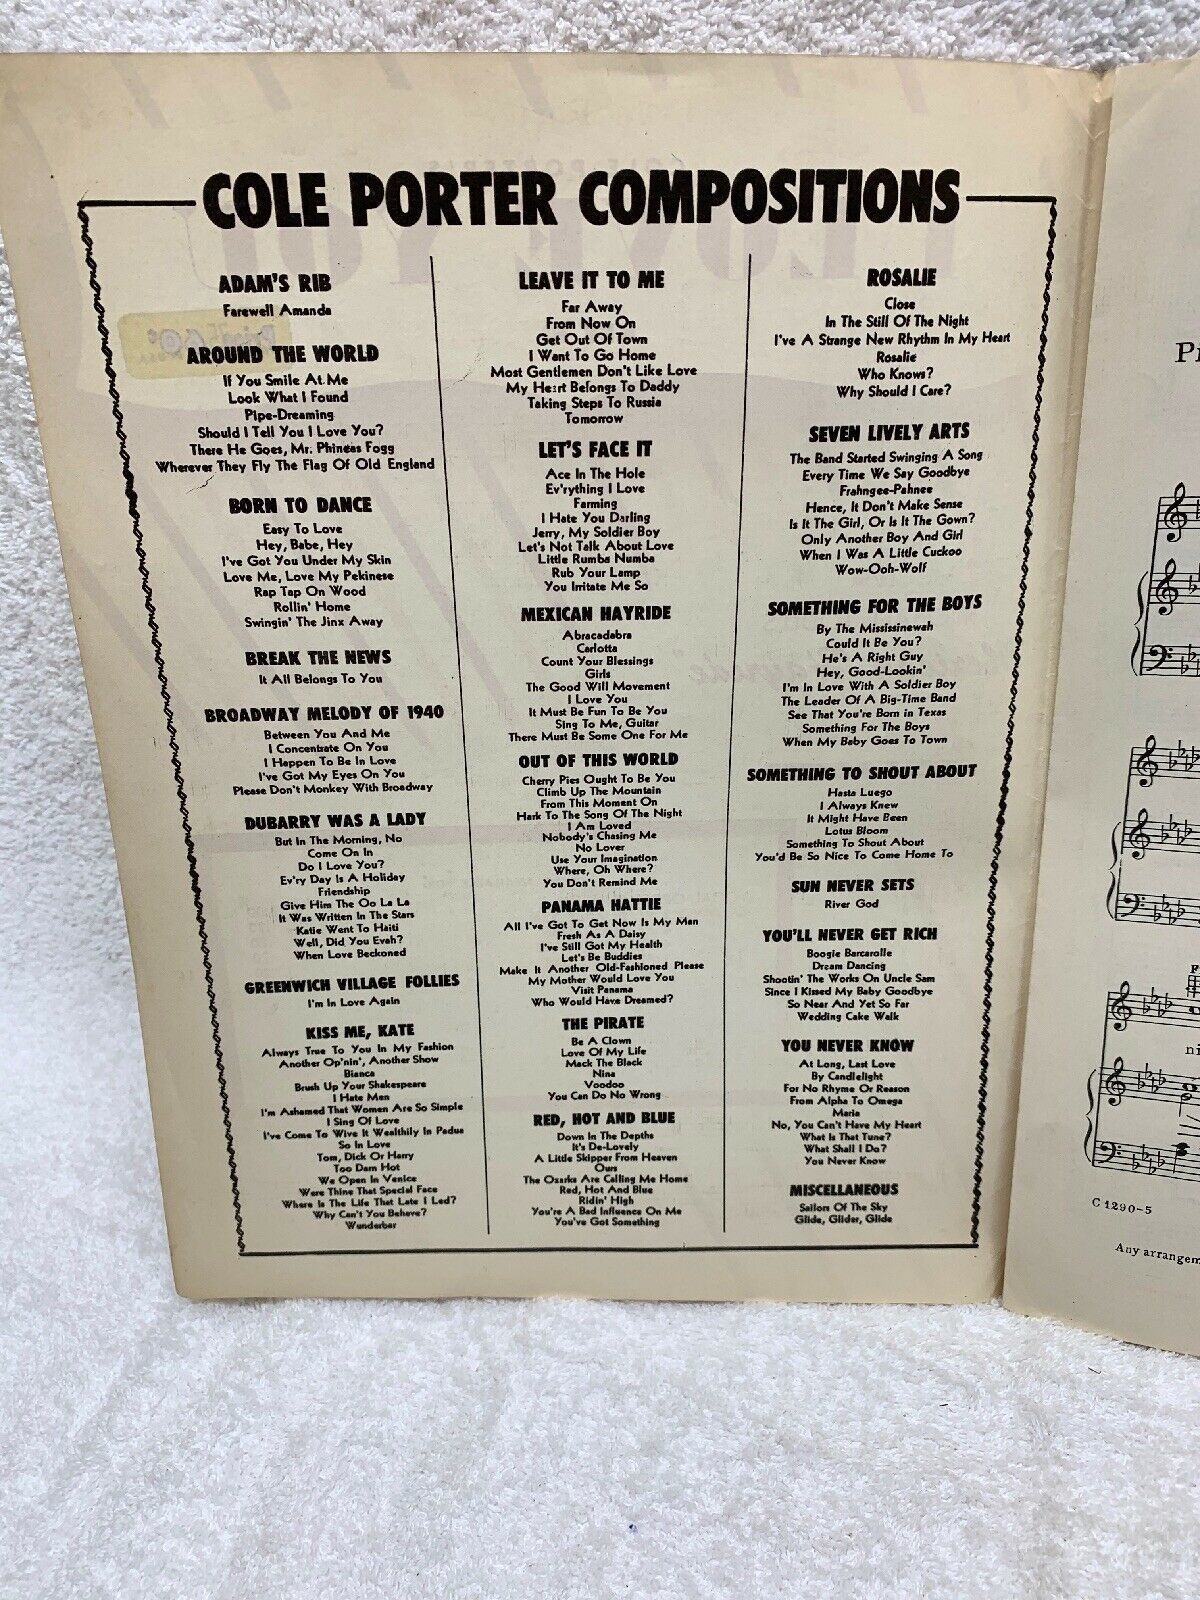 COLE PORTER COMPOSITIONS
ADAM'S RIB
Farewell Amanda
AROUND THE WORLD
If You Smile At Me
Look What I Found
Pipe-Dreaming
Should I Tell You I Love You?
There He Goes, Mr. Phineas Fogg
Wherever They Fly The Flag Of Old England
BORN TO DANCE
Easy To Love
Hey, Babe, Hey
I've Got You Under My Skin
Love Me, Love My Pekinese
Rap Tap On Wood
Rollin' Home
Swingin' The Jinx Away
BREAK THE NEWS
It All Belongs To You
BROADWAY MELODY OF 1940
Between You And Me
I Concentrate On You
I Happen To Be In Love
I've Got My Eyes On You
Please Don't Monkey With Broadway
DUBARRY WAS A LADY
But In The Morning, No
Come On In
Do I Love You?
Ev'ry Day Is A Holiday
Friendship
Give Him The Oo La La
It Was Written In The Stars
Katie Went To Haiti
Well, Did You Evah?
When Love Beckoned
GREENWICH VILLAGE FOLLIES
I'm In Love Again
KISS ME, KATE
Always True To You In My Fashion
Another Op'nin', Another Show
Bianca
Brush Up Your Shakespeare
I Hate Men
I'm Ashamed That Women Are So Simple
I Sing Of Love
I've Come To Wive It Wealthily In Padua
So In Love
Tom, Dick Or Harry
Too Darn Hot
We Open In Venice
Were Thine That Special Face
Where Is The Life That Late I Led?
Why Can't You Behave?
Wunderbar
LEAVE IT TO ME
Far Away
From Now On
Get Out Of Town
I Want To Go Home
Most Gentlemen Don't Like Love
My Heart Belongs To Daddy
Taking Steps To Russia
Tomorrow
LET'S FACE IT
Ace In The Hole
Ev'rything I Love
Farming
I Hate You Darling
Jerry, My Soldier Boy
Let's Not Talk About Love
Little Rumba Numba
Rub Your Lamp
You Irritate Me So
MEXICAN HAYRIDE
Abracadabra
Carlotta
Count Your Blessings
Girls
The Good Will Movement
I Love You
It Must Be Fun To Be You
Sing To Me, Guitar
There Must Be Some One For Me
OUT OF THIS WORLD
Cherry Pies Ought To Be You
Climb Up The Mountain
From This Moment On
Hark To The Song Of The Night
I Am Loved
Nobody's Chasing Me
No Lover
Use Your Imagination
Where, Oh Where?
You Don't Remind Me
PANAMA HATTIE
All I've Got To Get Now Is My Man
Fresh As A Daisy
I've Still Got My Health
Let's Be Buddies
Make It Another Old-Fashioned Please
My Mother Would Love You
Visit Panama
Who Would Have Dreamed?
THE PIRATE
Be A Clown
Love Of My Life
Mack The Black
Nina
Voodoo
You Can Do No Wrong
RED, HOT AND BLUE
Down In The Depths
It's De-Lovely
A Little Skipper From Heaven
Ours
The Ozarks Are Calling Me Home
Red, Hot And Blue
Ridin' High
You're A Bad Influence On Me
You've Got Something
ROSALIE
Close
In The Still Of The Night
I've A Strange New Rhythm In My Heart
Rosalie
Who Knows?
Why Should I Care?
SEVEN LIVELY ARTS
The Band Started Swinging A Song
Every Time We Say Goodbye
Frahngee-Pahnee
Hence, It Don't Make Sense
Is It The Girl, Or Is It The Gown?
Only Another Boy And Girl
When I Was A Little Cuckoo
Wow-Ooh-Wolf
SOMETHING FOR THE BOYS
By The Mississinewah
Could It Be You?
He's A Right Guy
Hey, Good-Lookin'
I'm In Love With A Soldier Boy
The Leader Of A Big-Time Band
See That You're Born in Texas
Something For The Boys
When My Baby Goes To Town
SOMETHING TO SHOUT ABOUT
Hasta Luego
I Always Knew
It Might Have Been
Lotus Bloom
Something To Shout About
You'd Be So Nice To Come Home To
SUN NEVER SETS
River God
YOU'LL NEVER GET RICH
Boogie Barcarolle
Dream Dancing
Shootin' The Works On Uncle Sam
Since I Kissed My Baby Goodbye
So Near And Yet So Far
Wedding Cake Walk
YOU NEVER KNOW
At Long, Last Love
By Candlelight
For No Rhyme Or Reason
From Alpha To Omega
Maria
No, You Can't Have My Heart
What Is That Tune?
What Shall I Do?
You Never Know
MISCELLANEOUS
Sailors Of The Sky
Glide, Glider, Glide
F
ni
C 1290-5
Any